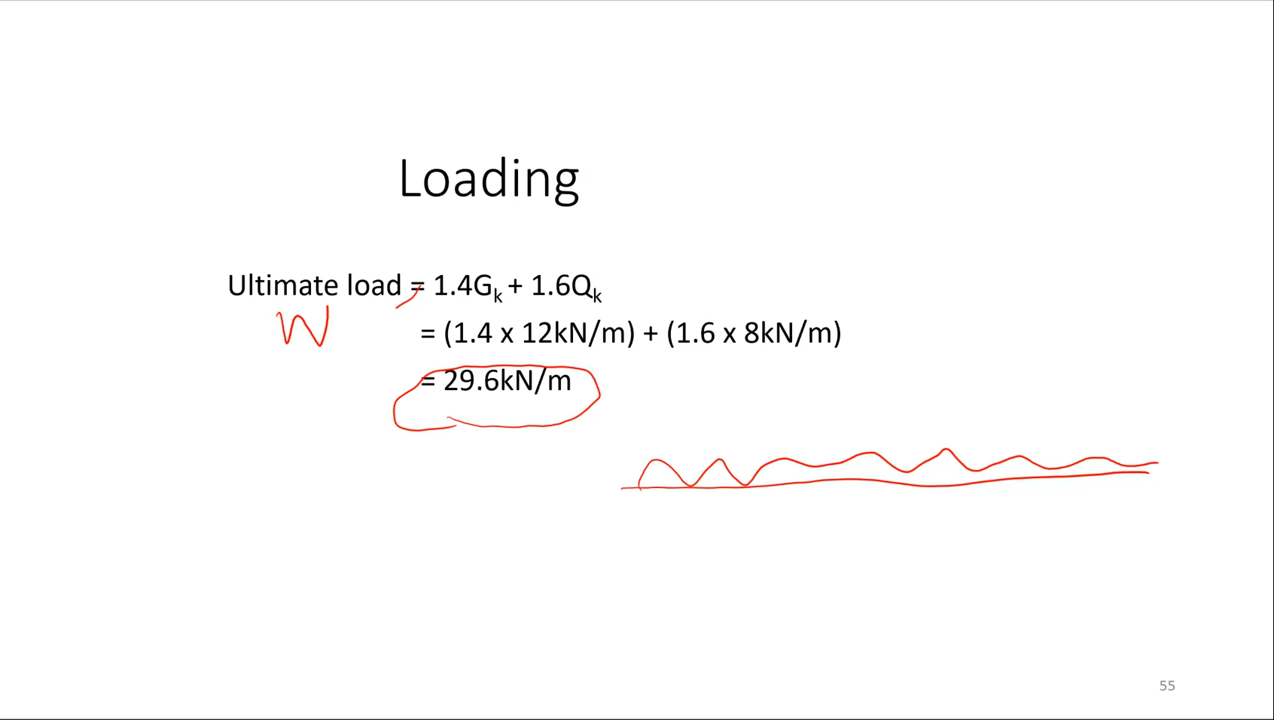 Loading
Ultimate load = 1.4Gk + 1.6Qk
W
= (1.4 x 12kN/m) + (1.6 x 8kN/m)
= 29.6kN/m
55